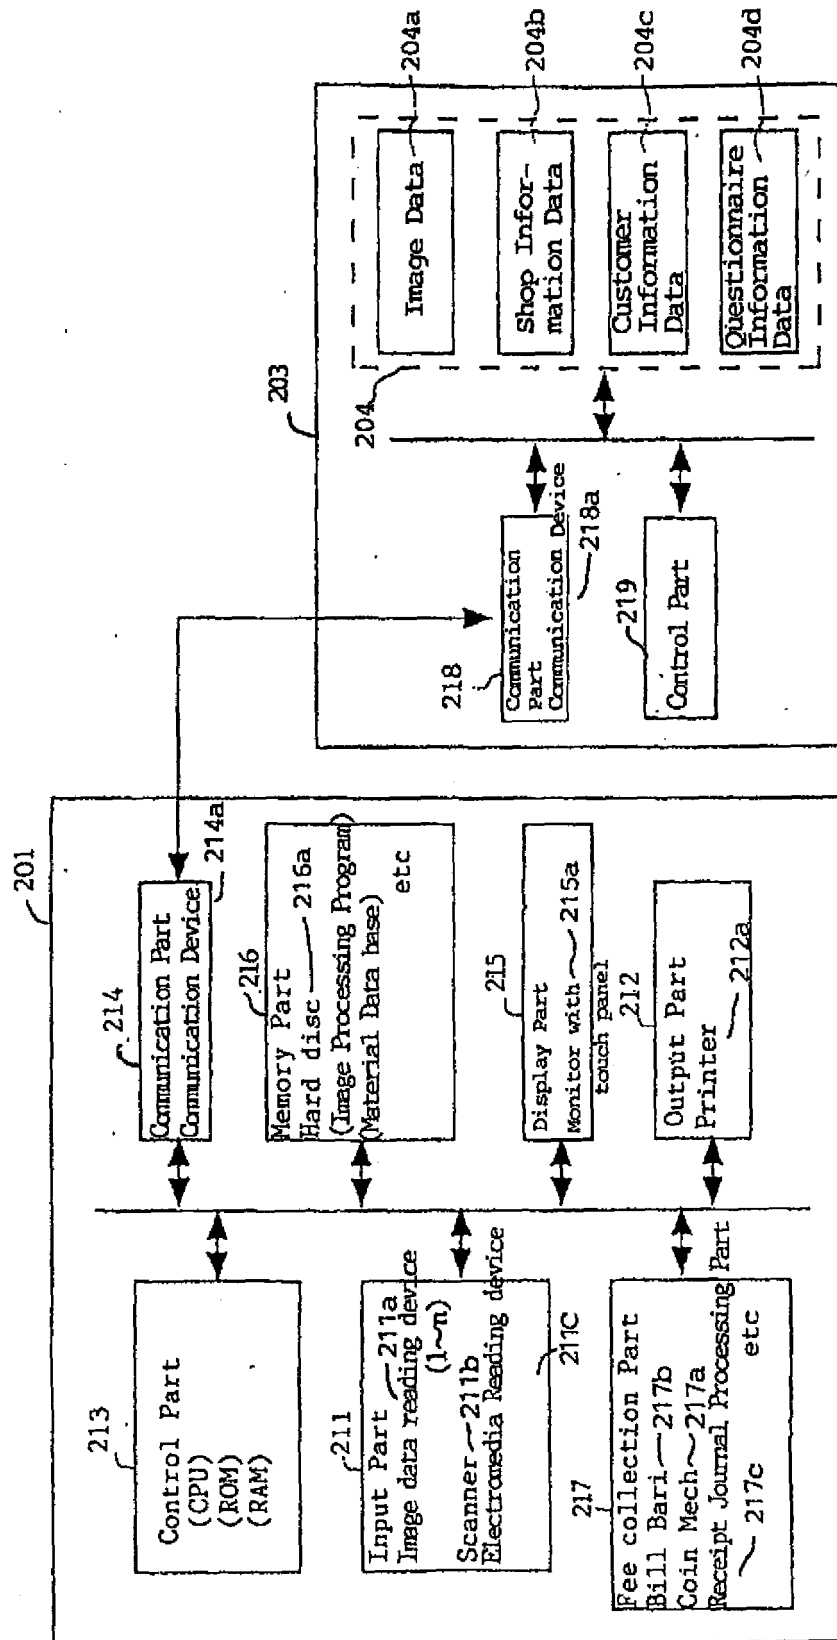 201
213
Control Part
(CPU)
(ROM)
(RAM)
211
Input Part 211a
Image data reading device
(1~n)
Scanner 211b
Electromedia Reading device
211C
217
Fee collection Part
Bill Bari 217b
Coin Mech 217a
Receipt Journal Processing Part
217c
etc
214
Communication Part
Communication Device
214a
216
Memory Part
Hard disc 216a
(Image Processing Program)
(Material Data base)
etc
215
Display Part
Monitor with 215a
touch panel
212
Output Part
Printer
212a
203
218
Communication
Part
Communication Device
218a
219
Control Part
204
Image Data
204a
Shop Infor-
mation Data
204b
Customer
Information
Data
204c
Questionnaire
Information
Data
204d